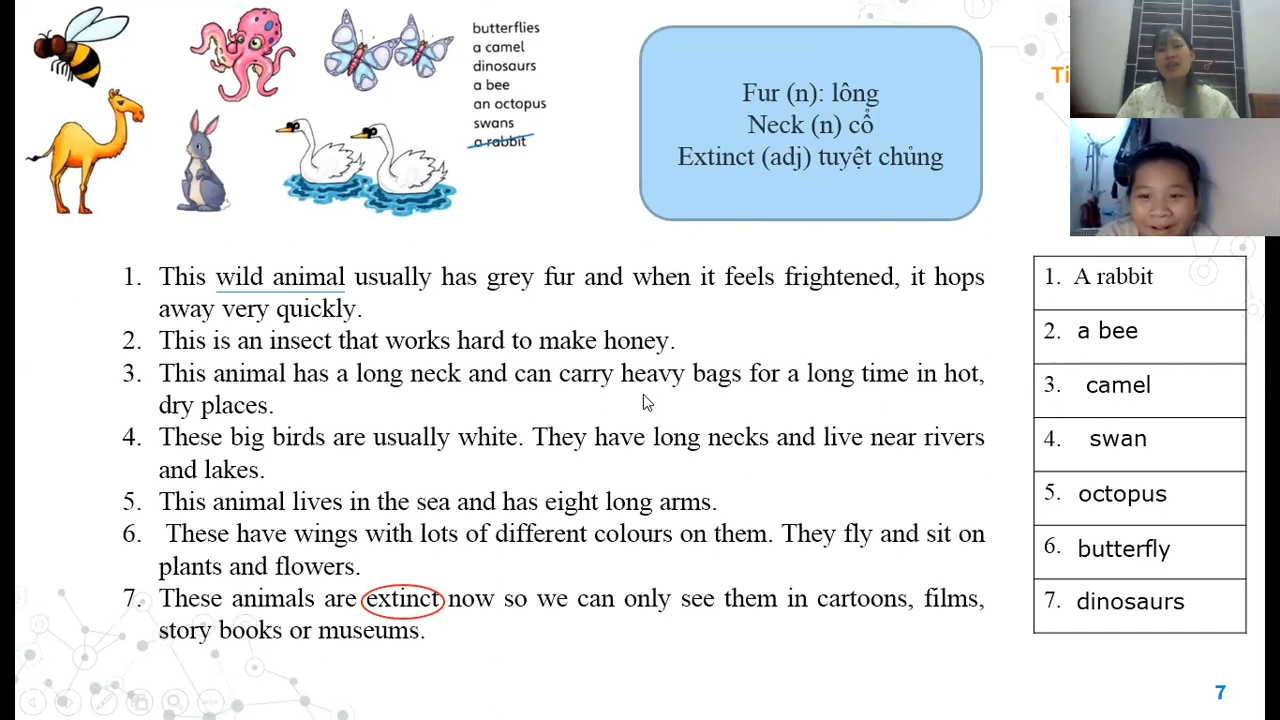 butterflies
a camel
dinosaurs
a bee
an octopus
swans
a rabbit
Fur (n): lông
Neck (n) cổ
Extinct (adj) tuyệt chủng
Ti
1. This wild animal usually has grey fur and when it feels frightened, it hops
away very quickly.
2. This is an insect that works hard to make honey.
3. This animal has a long neck and can carry heavy bags for a long time in hot,
dry places.
4. These big birds are usually white. They have long necks and live near rivers
and lakes.
5. This animal lives in the sea and has eight long arms.
6. These have wings with lots of different colours on them. They fly and sit on
plants and flowers.
7. These animals are extinct now so we can only see them in cartoons, films,
story books or museums.
1. A rabbit
2. a bee
3. camel
4. swan
5. octopus
6. butterfly
7. dinosaurs
7